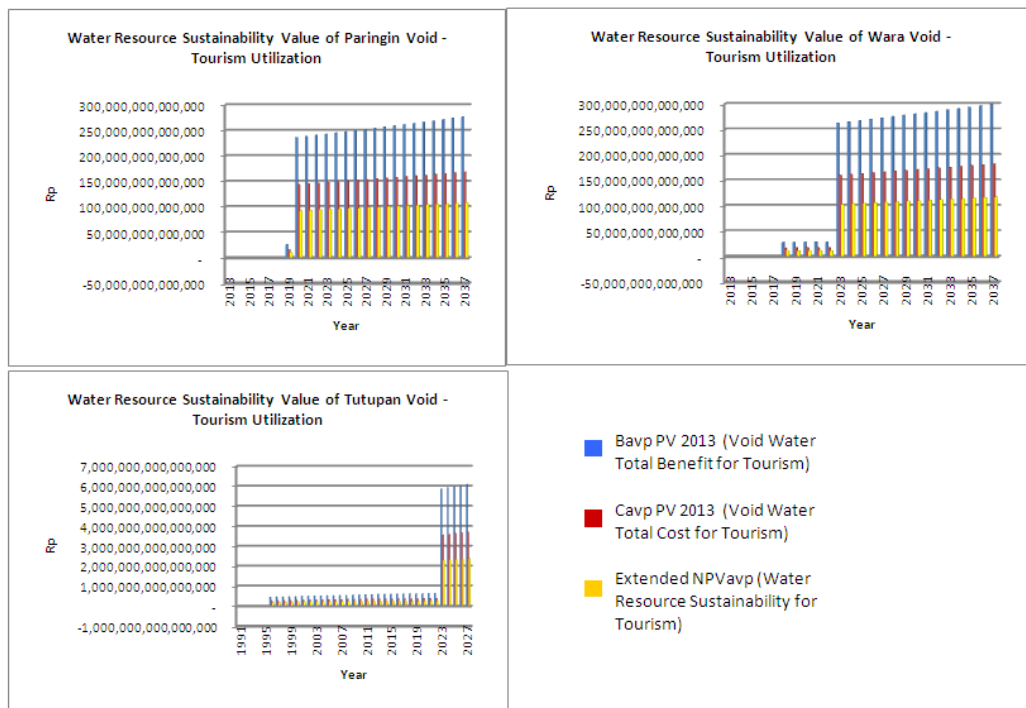 Water Resource Sustainability Value of Paringin Void -
Tourism Utilization
300,000,000,000,000
250,000,000,000,000
200,000,000,000,000
150,000,000,000,000
100,000,000,000,000
50,000,000,000,000
-
-50,000,000,000,000
Rp
2013 2015 2017 2019 2021 2023 2025 2027 2029 2031 2033 2035 2037
Year
Water Resource Sustainability Value of Wara Void -
Tourism Utilization
300,000,000,000,000
250,000,000,000,000
200,000,000,000,000
150,000,000,000,000
100,000,000,000,000
50,000,000,000,000
-
-50,000,000,000,000
Rp
2013 2015 2017 2019 2021 2023 2025 2027 2029 2031 2033 2035 2037
Year
Water Resource Sustainability Value of Tutupan Void -
Tourism Utilization
7,000,000,000,000,000
6,000,000,000,000,000
5,000,000,000,000,000
4,000,000,000,000,000
3,000,000,000,000,000
2,000,000,000,000,000
1,000,000,000,000,000
-
-1,000,000,000,000,000
Rp
1991 1995 1999 2003 2007 2011 2015 2019 2023 2027
Year
Bavp PV 2013 (Void Water
Total Benefit for Tourism)
Cavp PV 2013 (Void Water
Total Cost for Tourism)
Extended NPVavp (Water
Resource Sustainability for
Tourism)